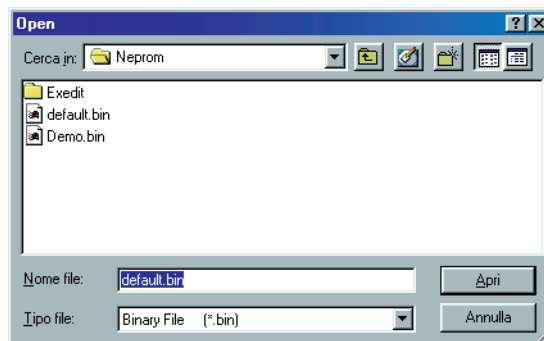 Open
Cerca in: Neprom
Exedit
default.bin
Demo.bin
Nome file: default.bin Apri
Tipo file: Binary File (*.bin) Annulla